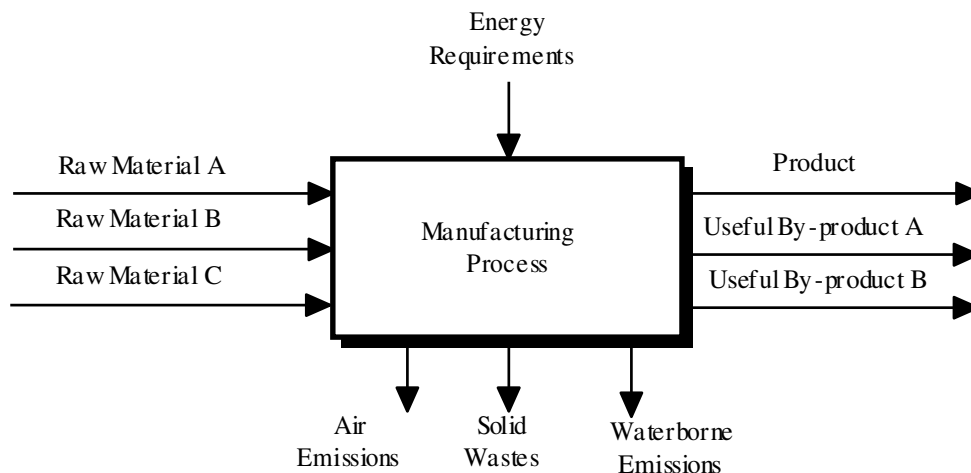 Energy
Requirements
Raw Material A
Product
Raw Material B
Useful By-product A
Manufacturing
Process
Raw Material C
Useful By-product B
Air
Emissions
Solid
Wastes
Waterborne
Emissions